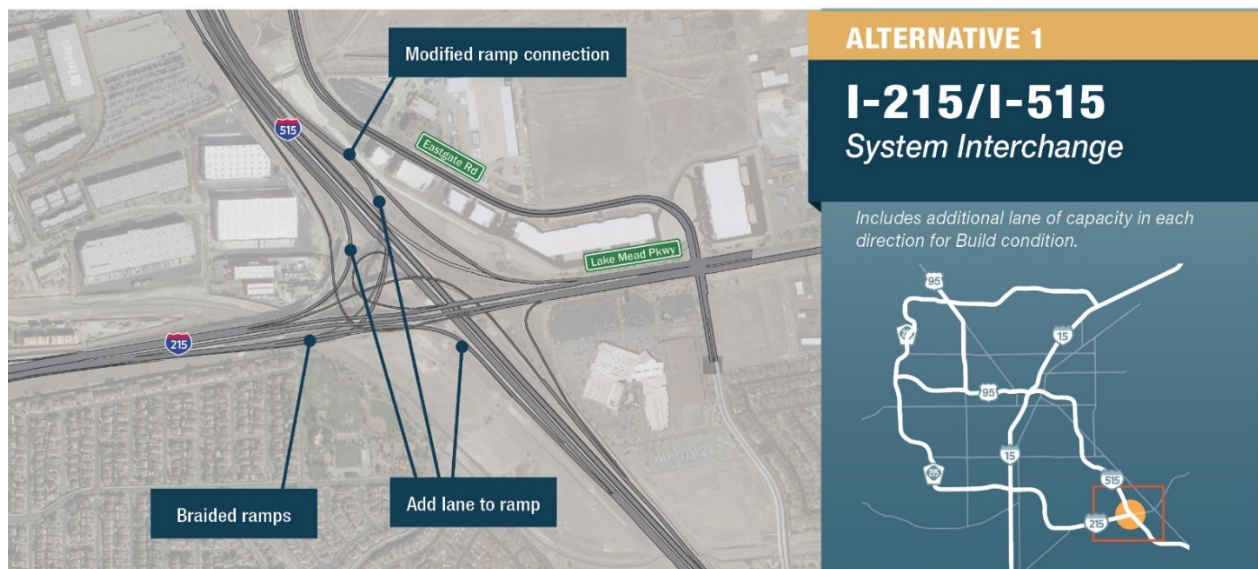 Modified ramp connection
515
Eastgate Rd
Lake Mead Pkwy
215
Braided ramps
Add lane to ramp
ALTERNATIVE 1
I-215/I-515
System Interchange
Includes additional lane of capacity in each
direction for Build condition.
95
15
95
15
215
515
215